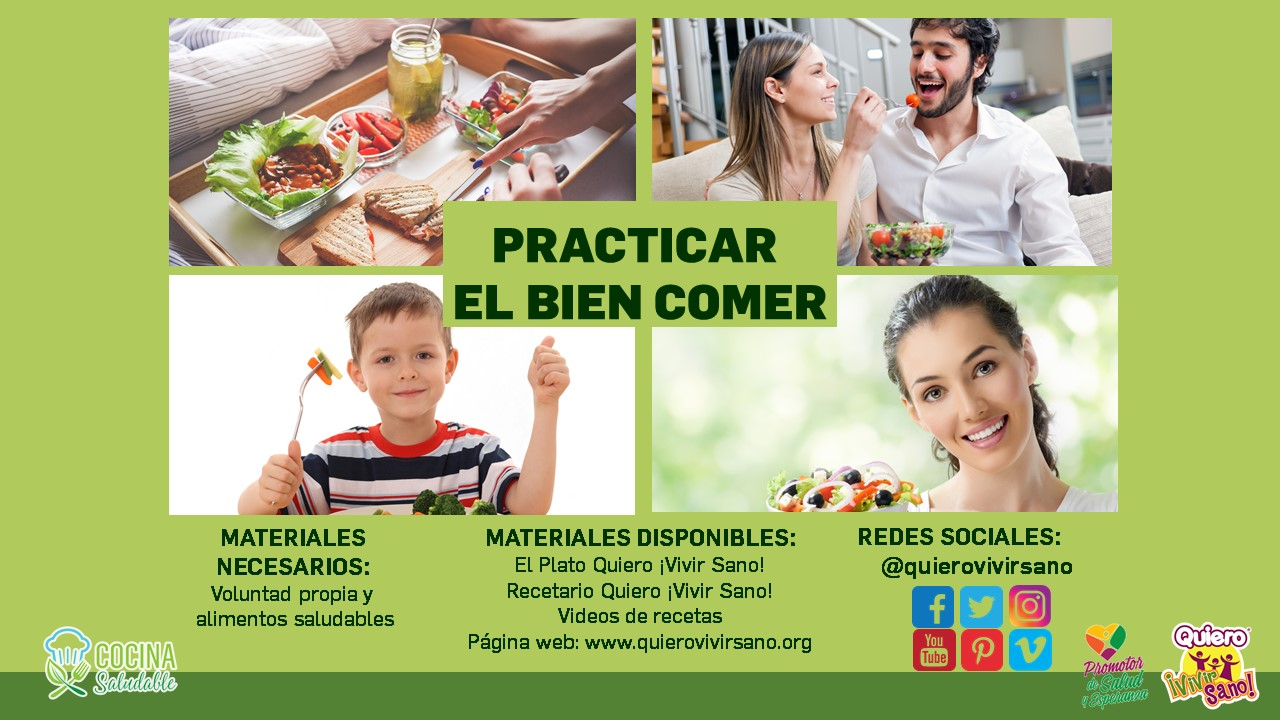 PRACTICAR
EL BIEN COMER
MATERIALES
NECESARIOS:
Voluntad propia y
alimentos saludables
MATERIALES DISPONIBLES:
El Plato Quiero ¡Vivir Sano!
Recetario Quiero ¡Vivir Sano!
Videos de recetas
Página web: www.quierovivirsano.org
REDES SOCIALES:
@quierovivirsano
You
Tube
COCINA
Saludable
Promotor
de Salud
y Esperanza
Quiero
¡Vivir
Sano!